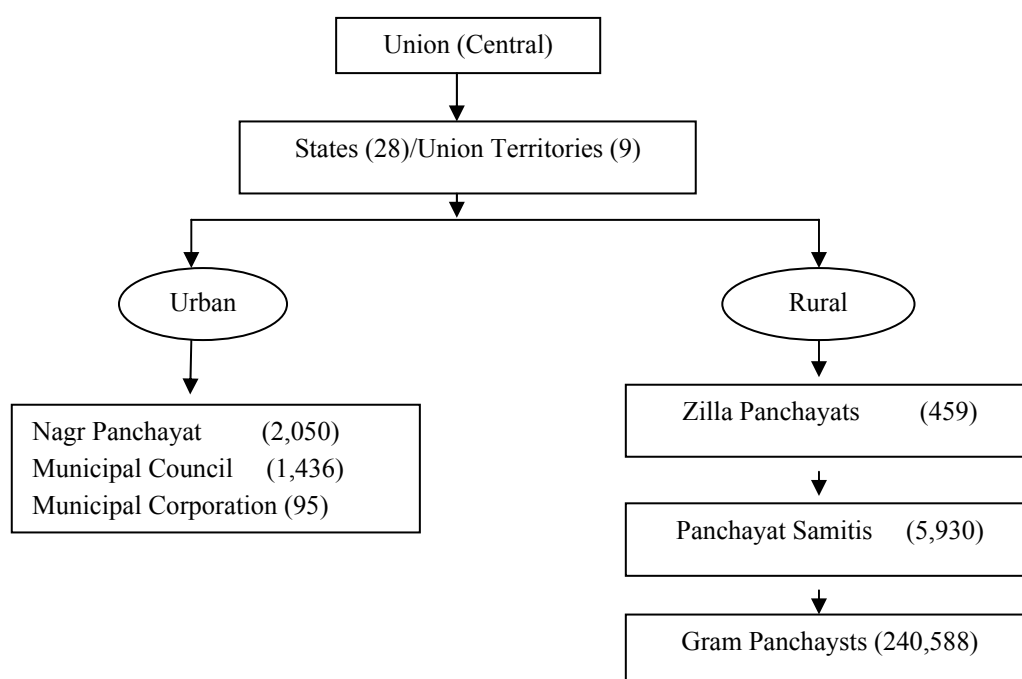 Union (Central)
States (28)/Union Territories (9)
Urban
Rural
Nagr Panchayat (2,050)
Municipal Council (1,436)
Municipal Corporation (95)
Zilla Panchayats (459)
Panchayat Samitis (5,930)
Gram Panchaysts (240,588)